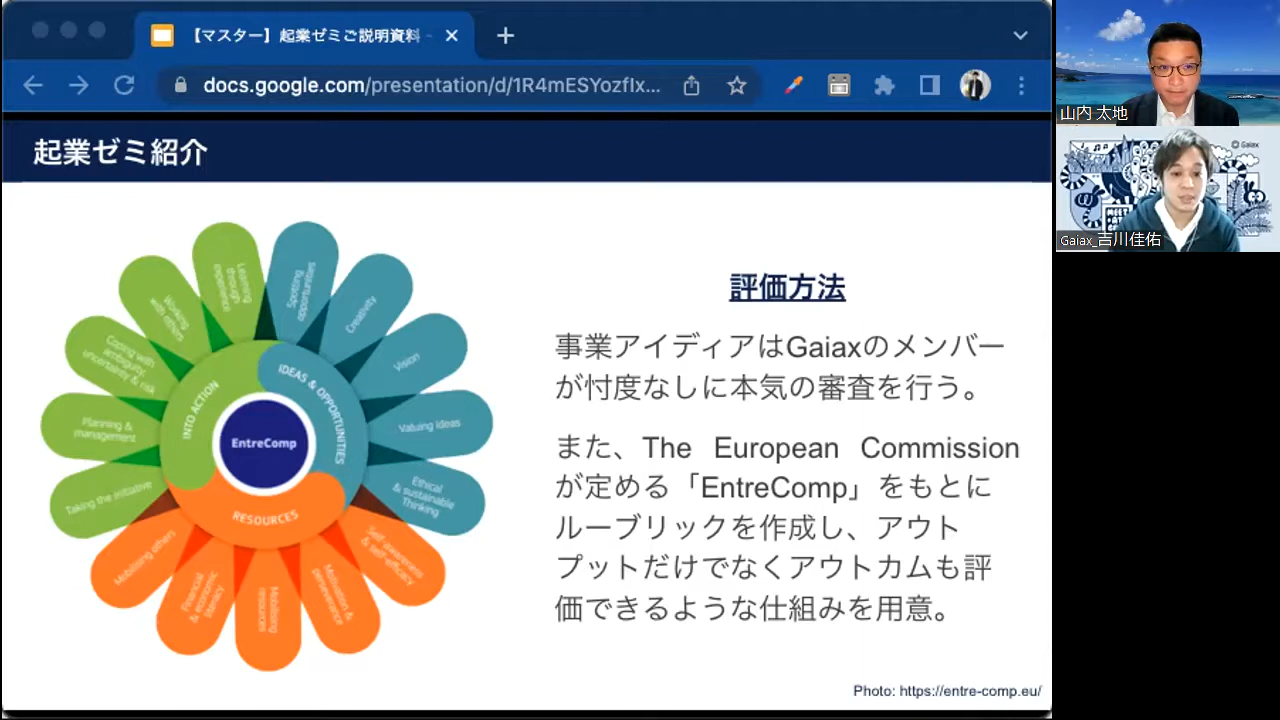 【マスター】起業ゼミご説明資料 -
docs.google.com/presentation/d/1R4mESYozfIx...
起業ゼミ紹介
Learning
through
experience
Spotting
opportunities
Working
with others
Creativity
Coping with
ambiguity,
uncertainty & risk
Vision
Planning &
management
Valuing ideas
Taking the initiative
Ethical
& sustainable
Thinking
Mobilising others
Self-awareness
& self-efficacy
Financial
& economic
literacy
Motivation &
perseverance
Mobilising
resources
INTO ACTION
IDEAS & OPPORTUNITIES
EntreComp
RESOURCES
評価方法
事業アイディアはGaiaxのメンバー
が忖度なしに本気の審査を行う。
また、The European Commission
が定める「EntreComp」をもとに
ルーブリックを作成し、アウト
プットだけでなくアウトカムも評
価できるような仕組みを用意。
Photo: https://entre-comp.eu/
山内 太地
Gaiax
Gaiax_吉川佳佑